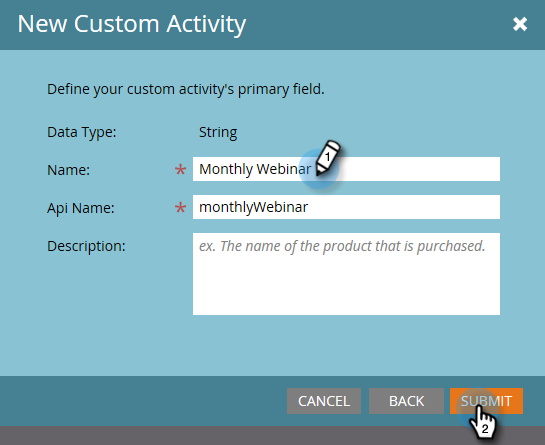 New Custom Activity
Define your custom activity's primary field.
Data Type: String
Name: * Monthly Webinar
1
Api Name: * monthlyWebinar
Description: ex. The name of the product that is purchased.
CANCEL BACK SUBMIT
2